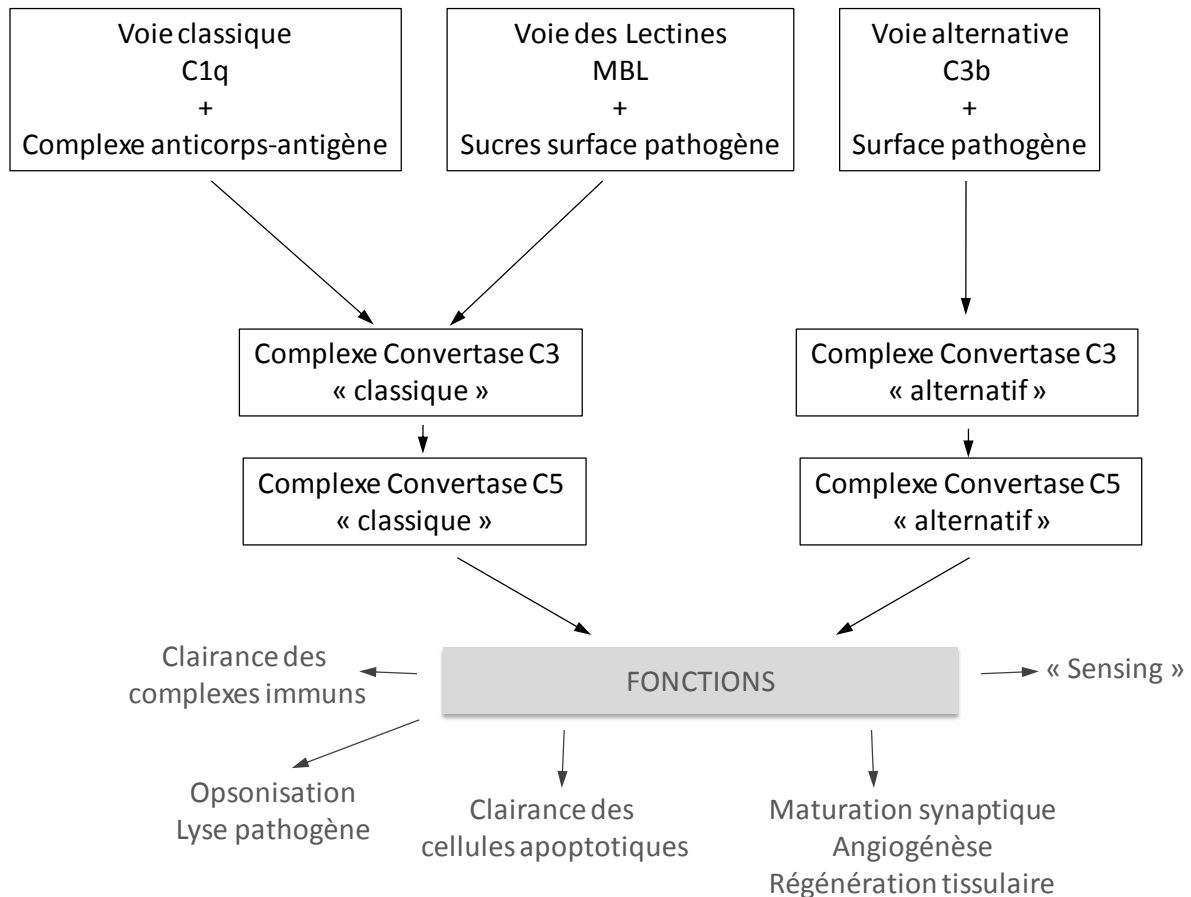 Voie classique
C1q
+
Complexe anticorps-antigène
Voie des Lectines
MBL
+
Sucres surface pathogène
Voie alternative
C3b
+
Surface pathogène
Complexe Convertase C3
« classique »
Complexe Convertase C3
« alternatif »
Complexe Convertase C5
« classique »
Complexe Convertase C5
« alternatif »
Clairance des
complexes immuns
FONCTIONS
« Sensing »
Opsonisation
Lyse pathogène
Clairance des
cellules apoptotiques
Maturation synaptique
Angiogénèse
Régénération tissulaire